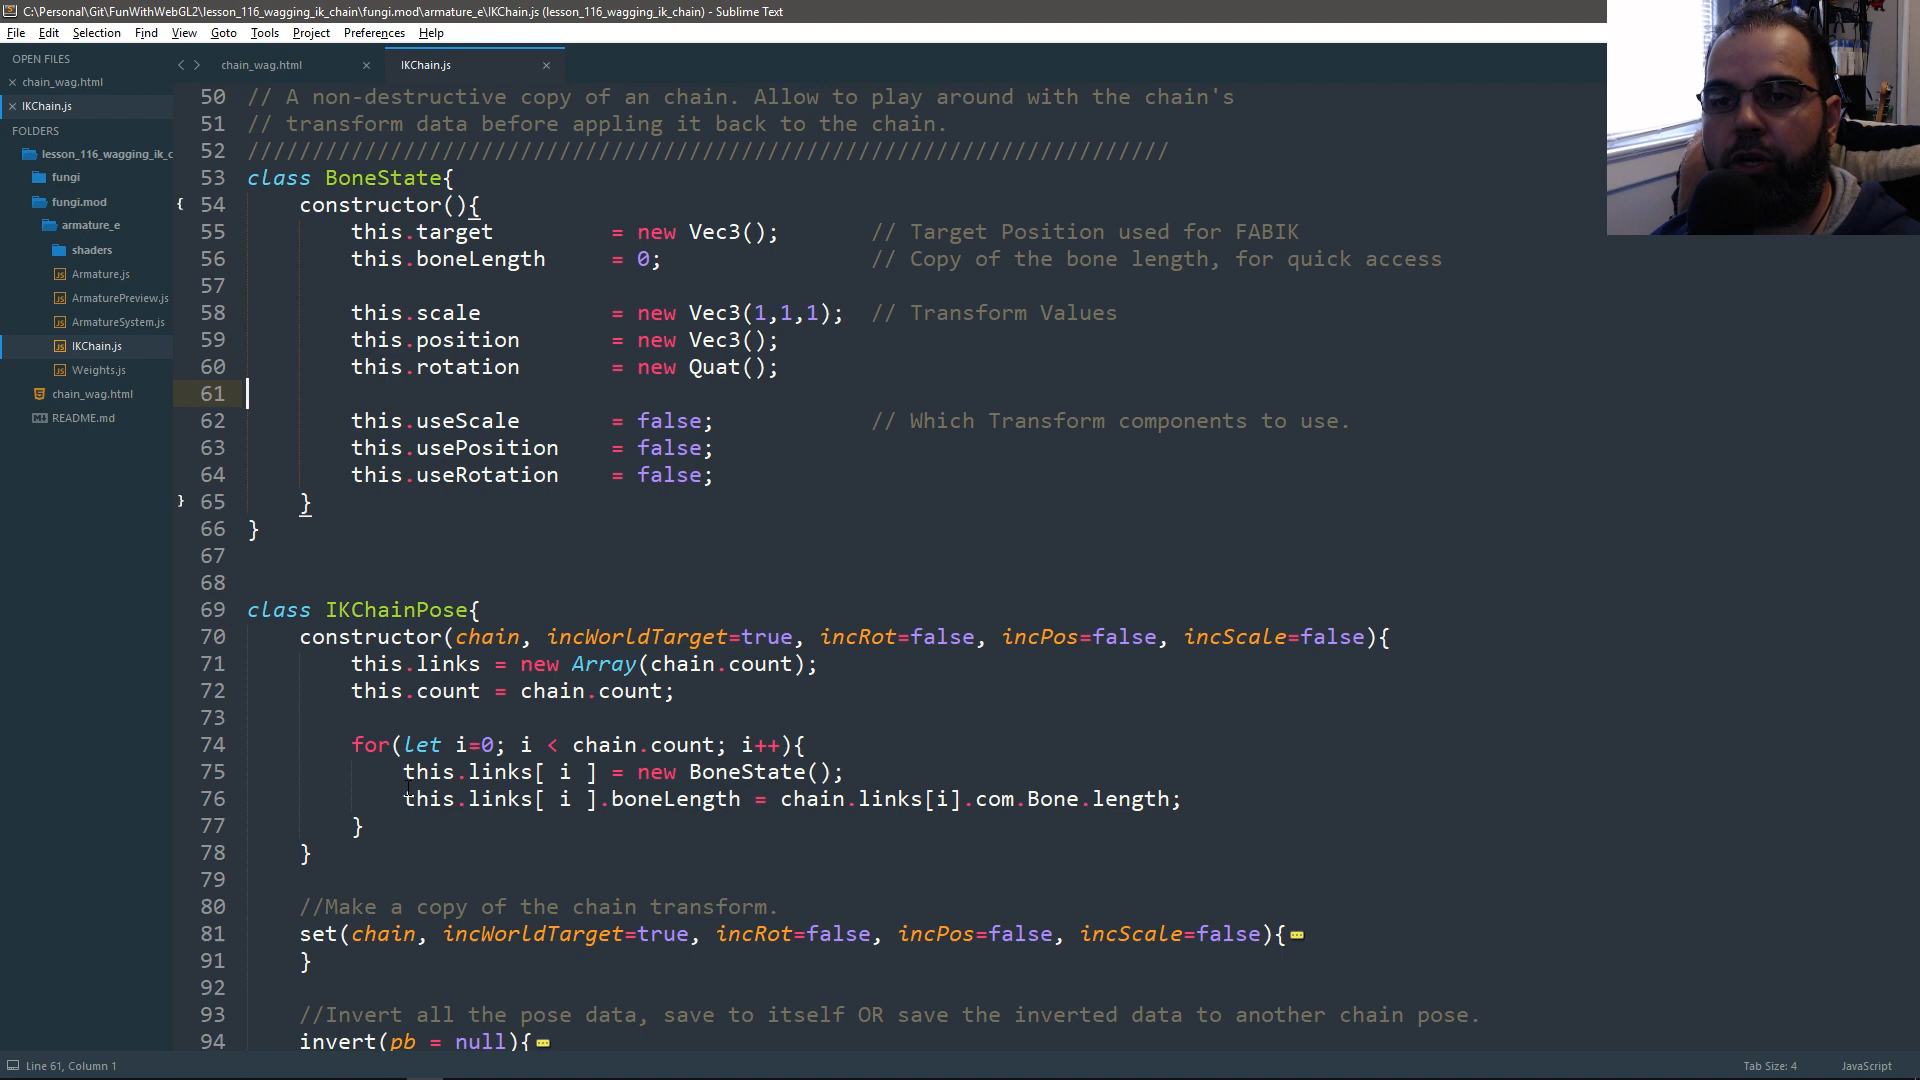 C:\Personal\Git\FunWithWebGL2\lesson_116_wagging_ik_chain\fungi.mod\armature_e\IKChain.js (lesson_116_wagging_ik_chain) - Sublime Text
File Edit Selection Find View Goto Tools Project Preferences Help
OPEN FILES
chain_wag.html
IKChain.js
FOLDERS
lesson_116_wagging_ik_c
fungi
fungi.mod
armature_e
shaders
Armature.js
ArmaturePreview.js
ArmatureSystem.js
IKChain.js
Weights.js
chain_wag.html
README.md
chain_wag.html
IKChain.js
50 // A non-destructive copy of an chain. Allow to play around with the chain's
51 // transform data before appling it back to the chain.
52 ///////////////////////////////////////////////////////////////////////
53 class BoneState{
54 constructor(){
55 this.target = new Vec3(); // Target Position used for FABIK
56 this.boneLength = 0; // Copy of the bone length, for quick access
57
58 this.scale = new Vec3(1,1,1); // Transform Values
59 this.position = new Vec3();
60 this.rotation = new Quat();
61
62 this.useScale = false; // Which Transform components to use.
63 this.usePosition = false;
64 this.useRotation = false;
65 }
66 }
67
68
69 class IKChainPose{
70 constructor(chain, incWorldTarget=true, incRot=false, incPos=false, incScale=false){
71 this.links = new Array(chain.count);
72 this.count = chain.count;
73
74 for(let i=0; i < chain.count; i++){
75 this.links[ i ] = new BoneState();
76 this.links[ i ].boneLength = chain.links[i].com.Bone.length;
77 }
78 }
79
80 //Make a copy of the chain transform.
81 set(chain, incWorldTarget=true, incRot=false, incPos=false, incScale=false){
91 }
92
93 //Invert all the pose data, save to itself OR save the inverted data to another chain pose.
94 invert(pb = null){
Line 61, Column 1
Tab Size: 4
JavaScript